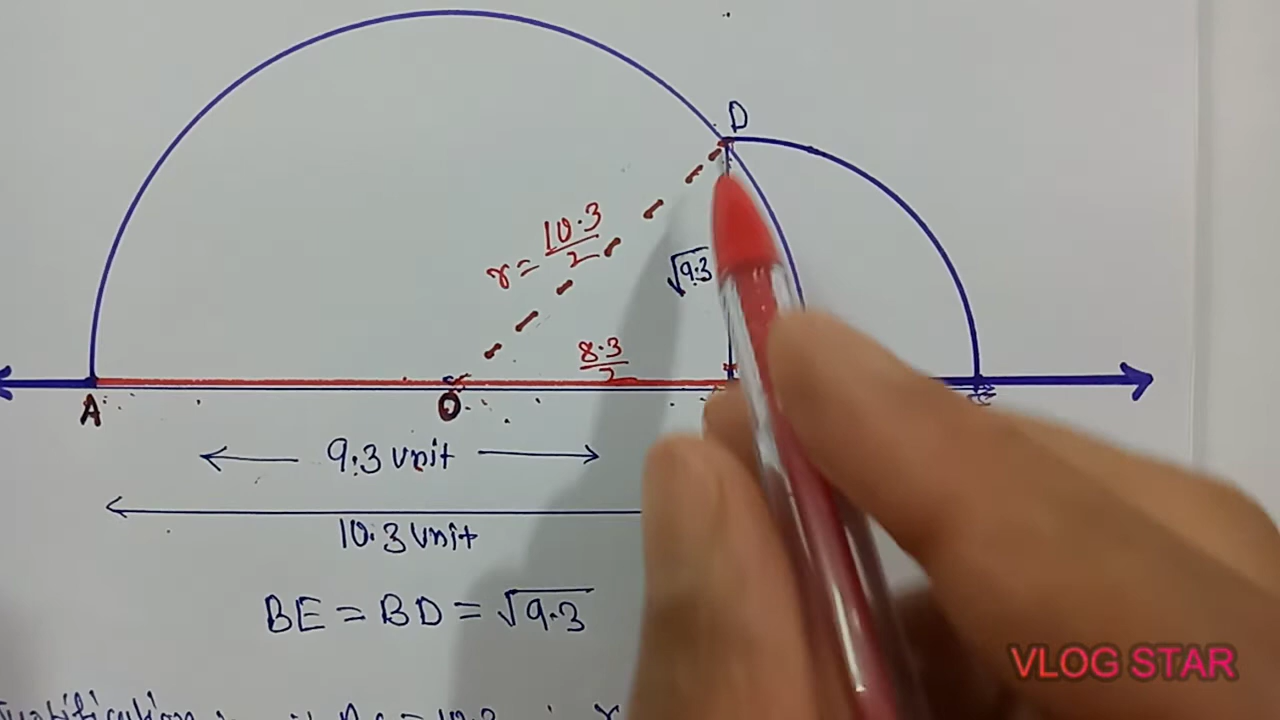 D
r = 10.3/2
√9.3
8.3/2
A
O
9.3 unit
10.3 unit
BE = BD = √9.3
Justification
VLOG STAR